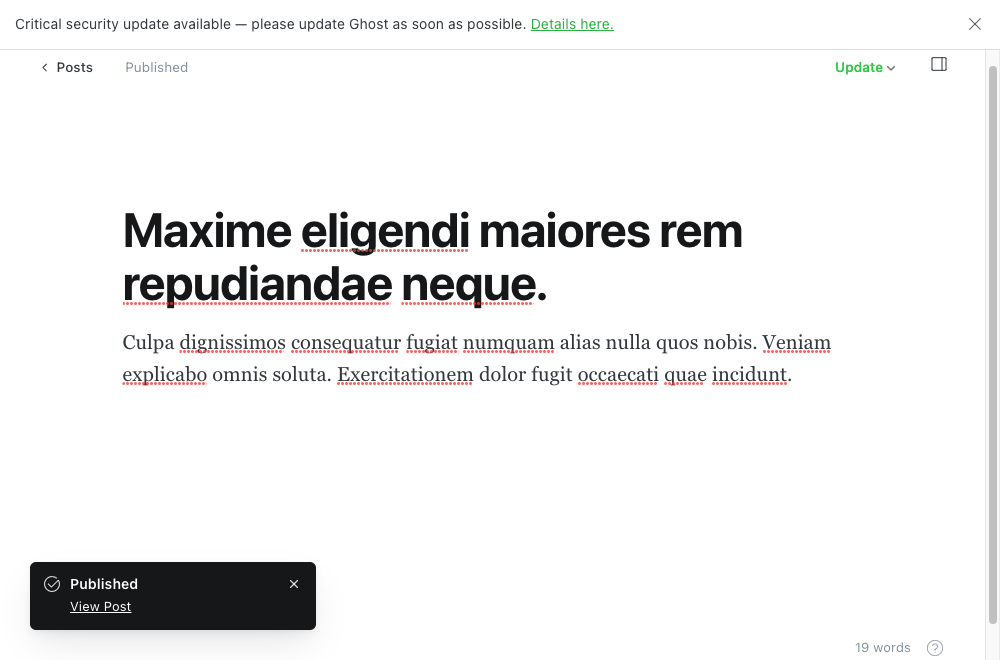 Critical security update available — please update Ghost as soon as possible. Details here.
Posts
Published
Update
Maxime eligendi maiores rem
repudiandae neque.
Culpa dignissimos consequatur fugiat numquam alias nulla quos nobis. Veniam
explicabo omnis soluta. Exercitationem dolor fugit occaecati quae incidunt.
Published
View Post
19 words